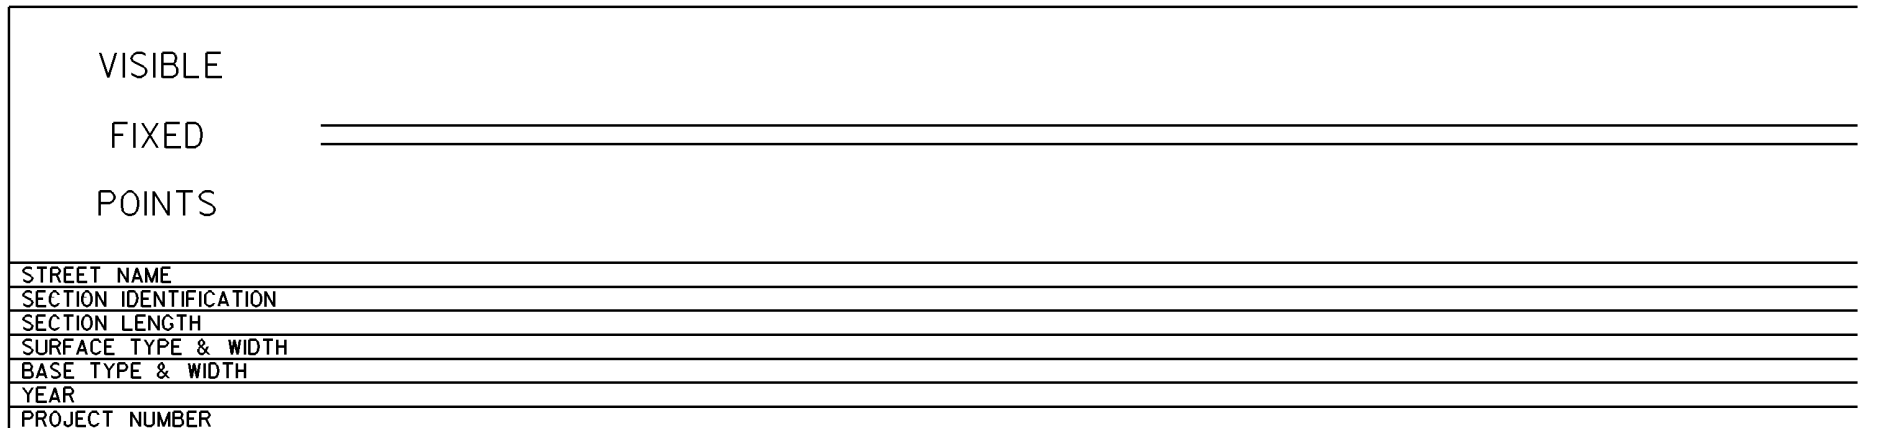 VISIBLE
FIXED
POINTS
STREET NAME
SECTION IDENTIFICATION
SECTION LENGTH
SURFACE TYPE & WIDTH
BASE TYPE & WIDTH
YEAR
PROJECT NUMBER